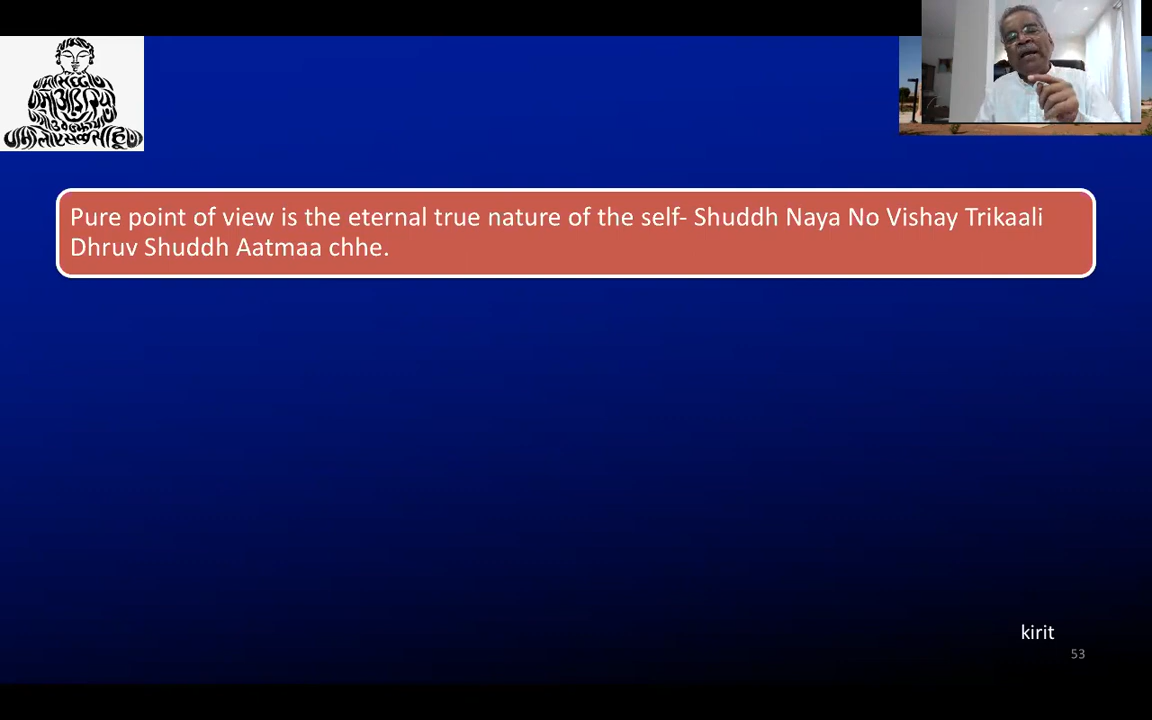 Pure point of view is the eternal true nature of the self- Shuddh Naya No Vishay Trikaali
Dhruv Shuddh Aatmaa chhe.
kirit
53